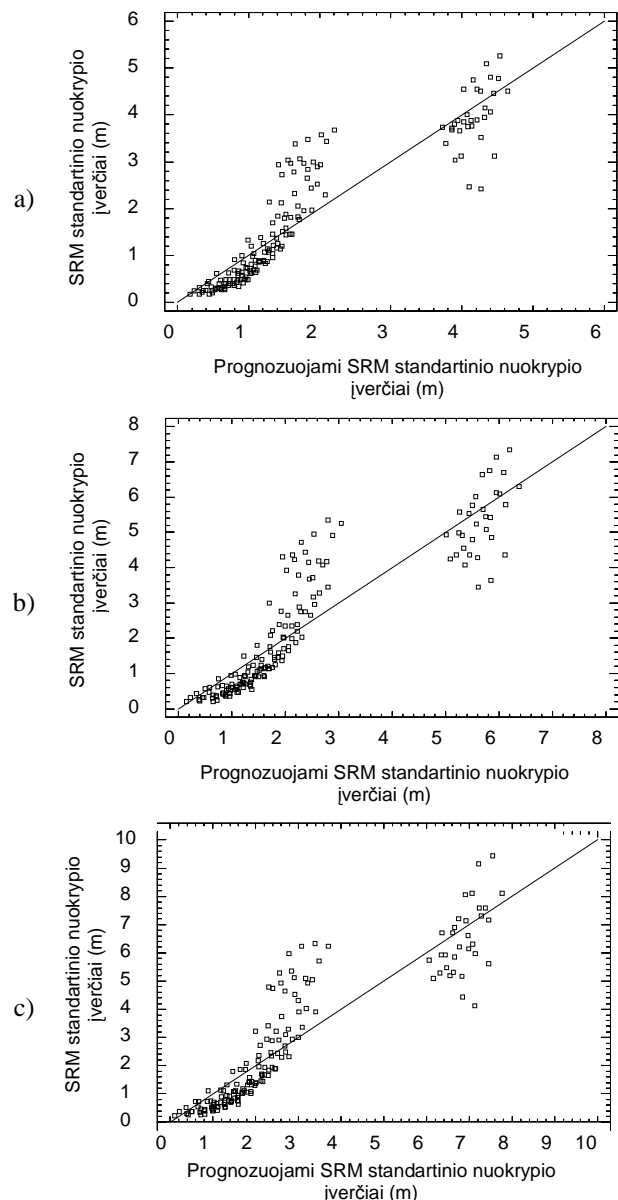 a)
SRM standartinio nuokrypio
įverčiai (m)
6
5
4
3
2
1
0
0 1 2 3 4 5 6
Prognozuojami SRM standartinio nuokrypio
įverčiai (m)
b)
SRM standartinio nuokrypio
įverčiai (m)
8
7
6
5
4
3
2
1
0
0 1 2 3 4 5 6 7 8
Prognozuojami SRM standartinio nuokrypio
įverčiai (m)
c)
SRM standartinio nuokrypio
įverčiai (m)
10
9
8
7
6
5
4
3
2
1
0
0 1 2 3 4 5 6 7 8 9 10
Prognozuojami SRM standartinio nuokrypio
įverčiai (m)